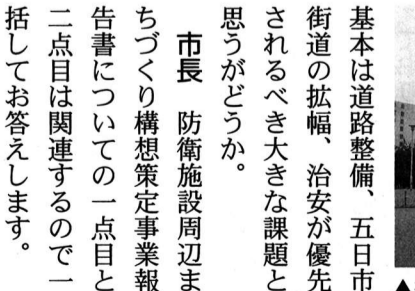 基本は道路整備、五日市
街道の拡幅、治安が優先
されるべき大きな課題と
思うがどうか。
市長　防衛施設周辺ま
ちづくり構想策定事業報
告書についての一点目と
二点目は関連するので一
括してお答えします。